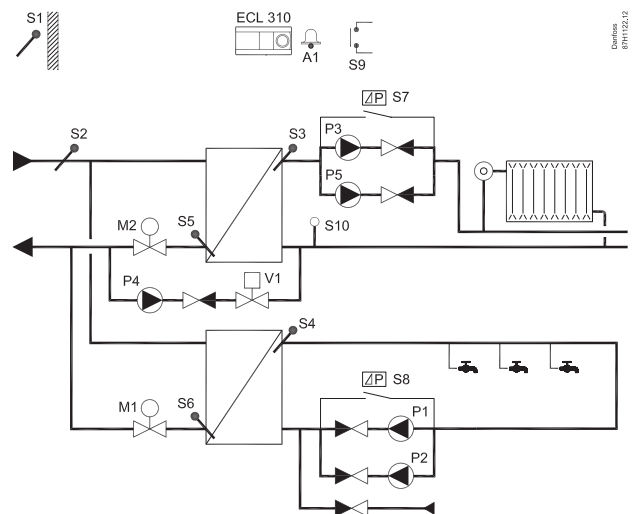 S1
ECL 310
A1
S9
Danfoss
87H1122.12
S2
S3
P S7
P3
P5
M2
S5
S10
P4
V1
S4
P S8
M1
S6
P1
P2